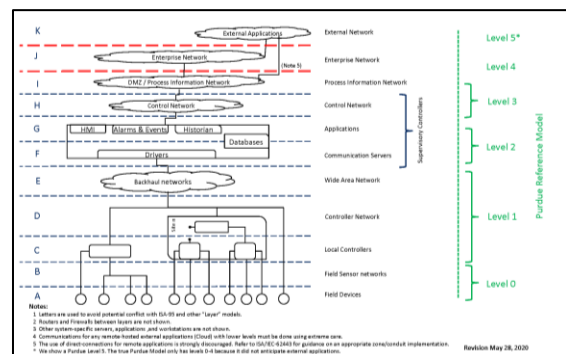 K External Applications External Network Level 5*
J Enterprise Network Enterprise Network Level 4
(Note 5)
I DMZ / Process Information Network Process Information Network
H Control Network Control Network Level 3
G HMI Alarms & Events Historian Applications
Databases
F Drivers Communication Servers Level 2
Supervisory Controllers
E Backhaul networks Wide Area Network
D Controller Network Level 1
C Local Controllers
B Field Sensor networks
A Field Devices Level 0
Purdue Reference Model
Notes:
1 Letters are used to avoid potential conflict with ISA-95 and other "Layer" models.
2 Routers and Firewalls between layers are not shown.
3 Other system-specific servers, applications ,and workstations are not shown.
4 Communications for any remote-hosted external applications (Cloud) with lower levels must be done using extreme care.
5 The use of direct-connections for remote applications is strongly discouraged. Refer to ISA/IEC-62443 for guidance on an appropriate zone/conduit implementation.
* We show a Purdue Level 5. The true Purdue Model only has levels 0-4 because it did not anticipate external applications.
Revision May 28, 2020